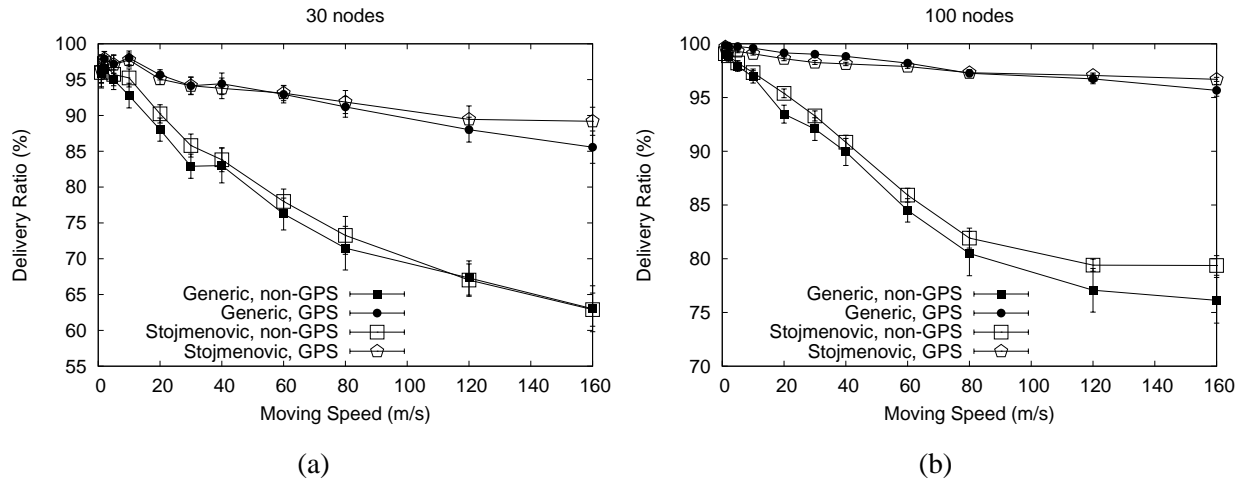 30 nodes
100
95
90
85
80
75
70
65
60
55
Delivery Ratio (%)
Generic, non-GPS
Generic, GPS
Stojmenovic, non-GPS
Stojmenovic, GPS
0 20 40 60 80 100 120 140 160
Moving Speed (m/s)
(a)
100 nodes
100
95
90
85
80
75
70
Delivery Ratio (%)
Generic, non-GPS
Generic, GPS
Stojmenovic, non-GPS
Stojmenovic, GPS
0 20 40 60 80 100 120 140 160
Moving Speed (m/s)
(b)